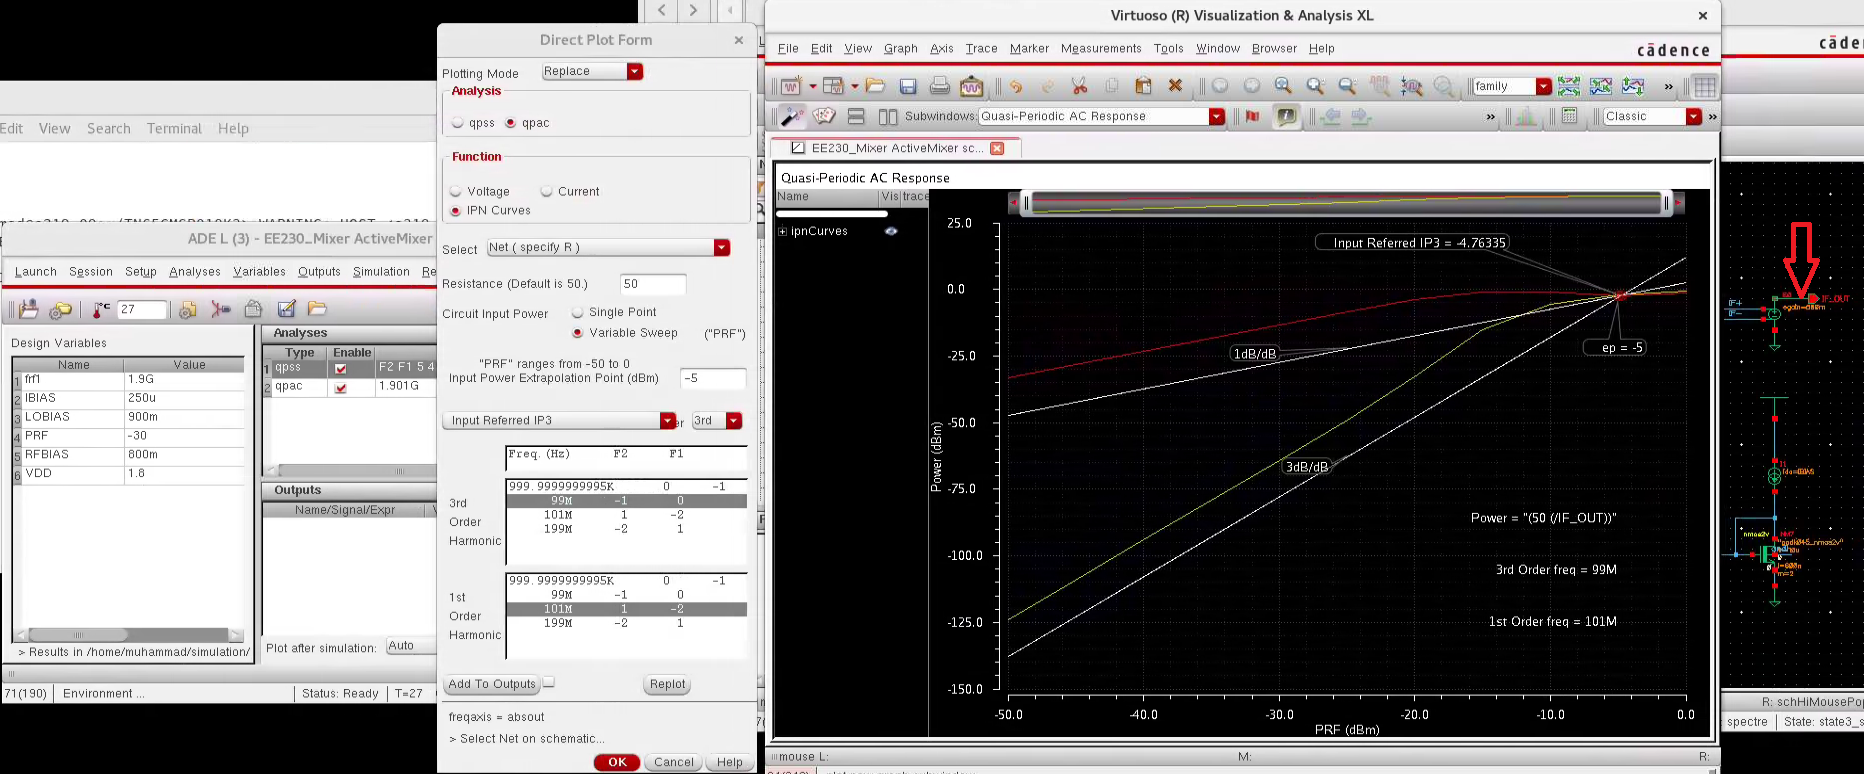 Edit View Search Terminal Help
ADE L (3) - EE230_Mixer ActiveMixer
Launch Session Setup Analyses Variables Outputs Simulation Re
27
Design Variables
Name Value
1 frf1 1.9G
2 IBIAS 250u
3 LOBIAS 900m
4 PRF -30
5 RFBIAS 800m
6 VDD 1.8
> Results in /home/muhammad/simulation/
Analyses
Type Enable
1 qpss F2 F1 5 4
2 qpac 1.901G
Outputs
Name/Signal/Expr
Plot after simulation: Auto
71(190) Environment ... Status: Ready T=27
Direct Plot Form
Plotting Mode Replace
Analysis
qpss qpac
Function
Voltage Current
IPN Curves
Select Net ( specify R )
Resistance (Default is 50.) 50
Circuit Input Power Single Point
Variable Sweep ("PRF")
"PRF" ranges from -50 to 0
Input Power Extrapolation Point (dBm) -5
Input Referred IP3 er 3rd
Freq. (Hz) F2 F1
3rd Order Harmonic
999.9999999995K 0 -1
99M -1 0
101M 1 -2
199M -2 1
1st Order Harmonic
999.9999999995K 0 -1
99M -1 0
101M 1 -2
199M -2 1
Add To Outputs Replot
freqaxis = absout
> Select Net on schematic...
OK Cancel Help
Virtuoso (R) Visualization & Analysis XL
File Edit View Graph Axis Trace Marker Measurements Tools Window Browser Help
cādence
family
Subwindows: Quasi-Periodic AC Response Classic
EE230_Mixer ActiveMixer sc...
Quasi-Periodic AC Response
Name Vis trace
ipnCurves
25.0
0.0
-25.0
-50.0
-75.0
-100.0
-125.0
-150.0
Power (dBm)
Input Referred IP3 = -4.76335
1dB/dB
ep = -5
3dB/dB
Power = "(50 (/IF_OUT))"
3rd Order freq = 99M
1st Order freq = 101M
-50.0 -40.0 -30.0 -20.0 -10.0 0.0
PRF (dBm)
mouse L: M: R:
cāde
IF+
IF-
IF_OUT
nmos2v
R: schHiMousePop
spectre State: state3_s